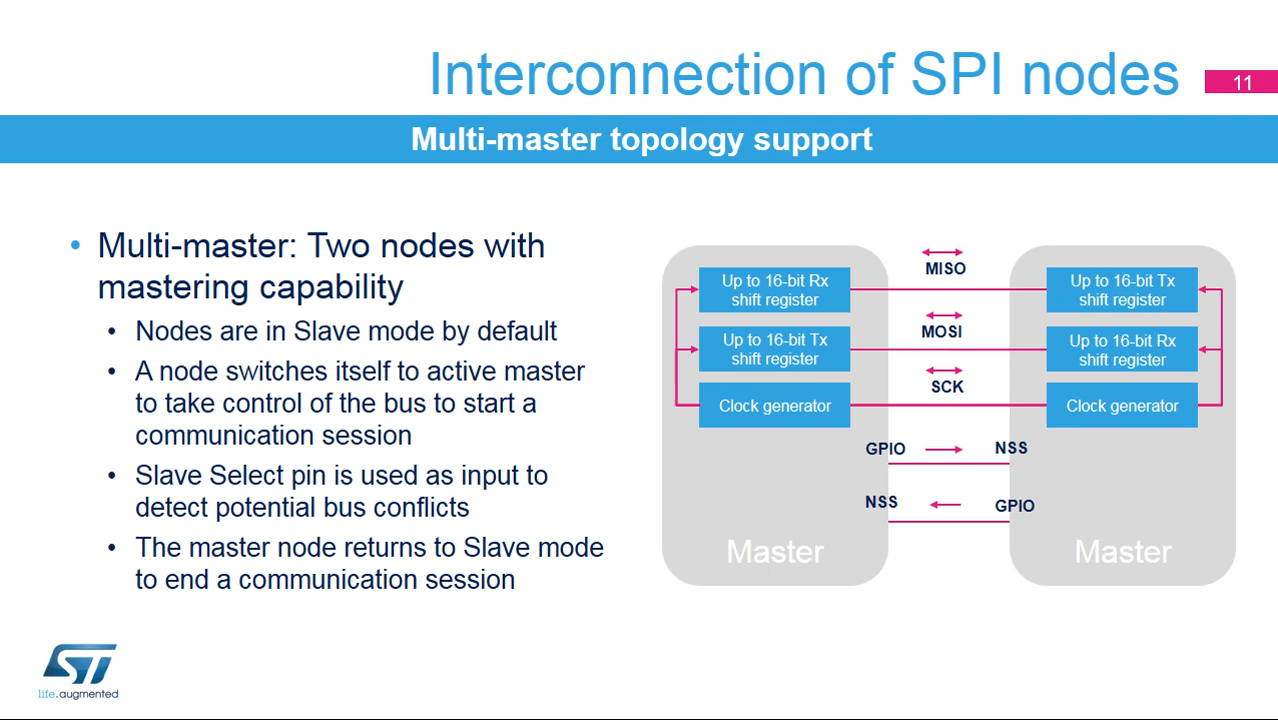 Interconnection of SPI nodes
11
Multi-master topology support
• Multi-master: Two nodes with
mastering capability
• Nodes are in Slave mode by default
• A node switches itself to active master
to take control of the bus to start a
communication session
• Slave Select pin is used as input to
detect potential bus conflicts
• The master node returns to Slave mode
to end a communication session
MISO
Up to 16-bit Rx
shift register
Up to 16-bit Tx
shift register
MOSI
Up to 16-bit Tx
shift register
Up to 16-bit Rx
shift register
SCK
Clock generator
Clock generator
GPIO
NSS
NSS
GPIO
Master
Master
ST
life.augmented